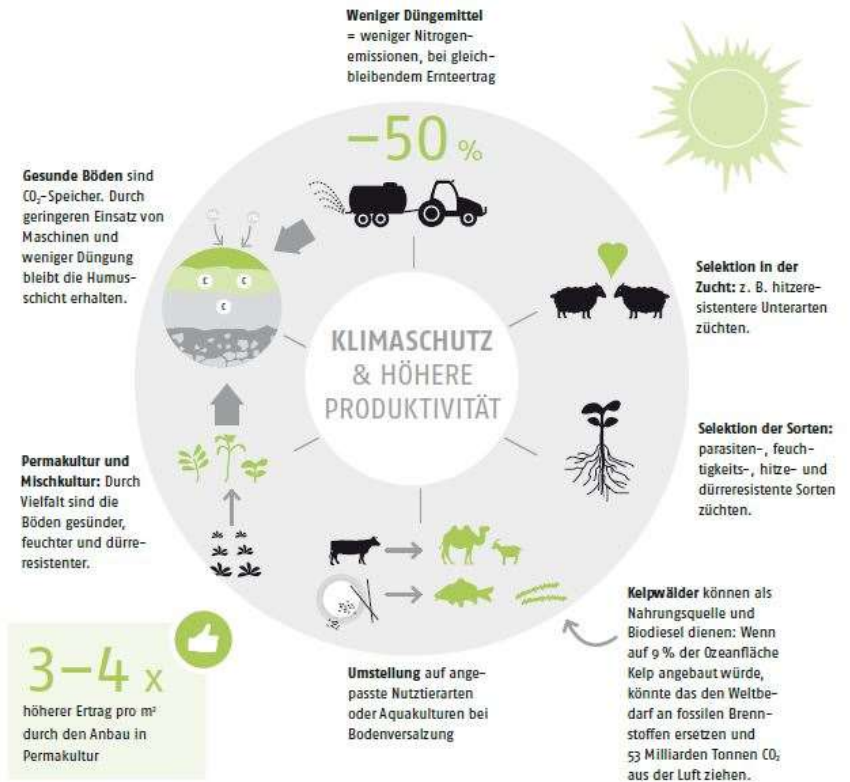 Weniger Düngemittel
= weniger Nitrogen-
emissionen, bei gleich-
bleibendem Ernteertrag
–50 %
Gesunde Böden sind
CO₂-Speicher. Durch
geringeren Einsatz von
Maschinen und
weniger Düngung
bleibt die Humus-
schicht erhalten.
C C
C
Selektion in der
Zucht: z. B. hitzere-
sistentere Unterarten
züchten.
KLIMASCHUTZ
& HÖHERE
PRODUKTIVITÄT
Selektion der Sorten:
parasiten-, feuch-
tigkeits-, hitze- und
dürreresistente Sorten
züchten.
Permakultur und
Mischkultur: Durch
Vielfalt sind die
Böden gesünder,
feuchter und dürre-
resistenter.
Kelpwälder können als
Nahrungsquelle und
Biodiesel dienen: Wenn
auf 9 % der Ozeanfläche
Kelp angebaut würde,
könnte das den Weltbe-
darf an fossilen Brenn-
stoffen ersetzen und
53 Milliarden Tonnen CO₂
aus der Luft ziehen.
Umstellung auf ange-
passte Nutztierarten
oder Aquakulturen bei
Bodenversalzung
3–4 x
höherer Ertrag pro m²
durch den Anbau in
Permakultur